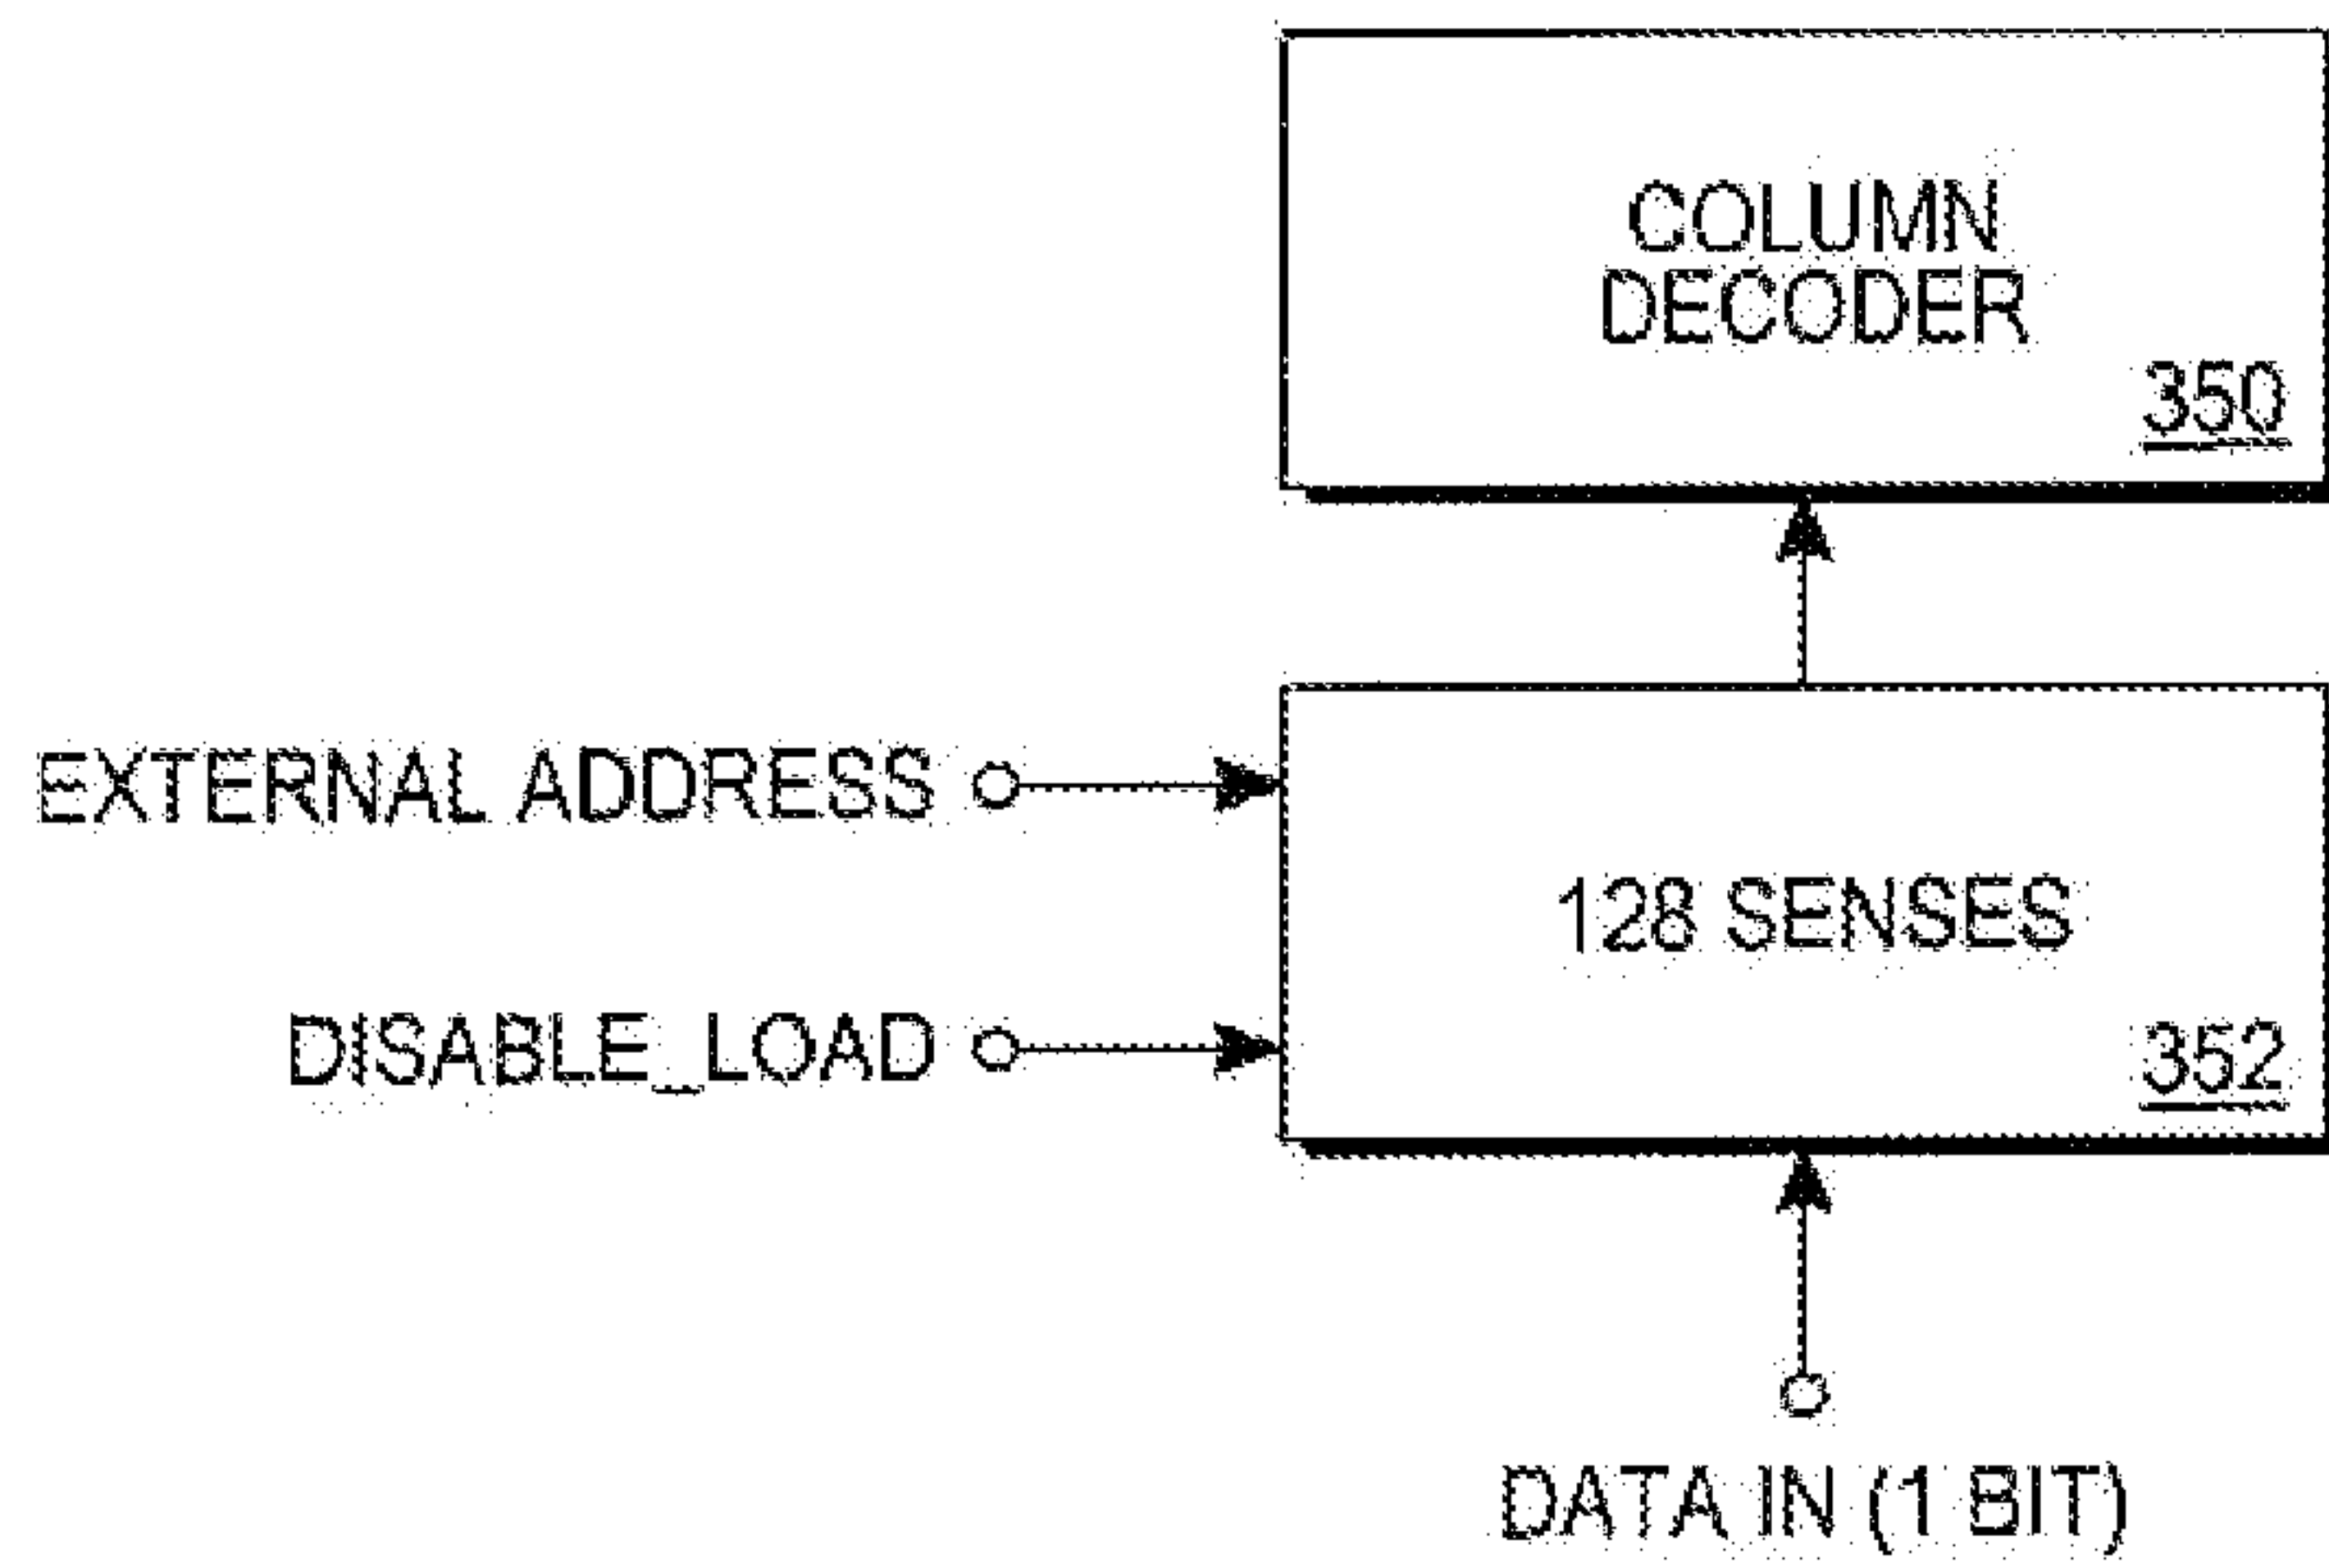 COLUMN
DECODER
350
EXTERNAL ADDRESS
128 SENSES
DISABLE_LOAD
352
DATA IN (1 BIT)